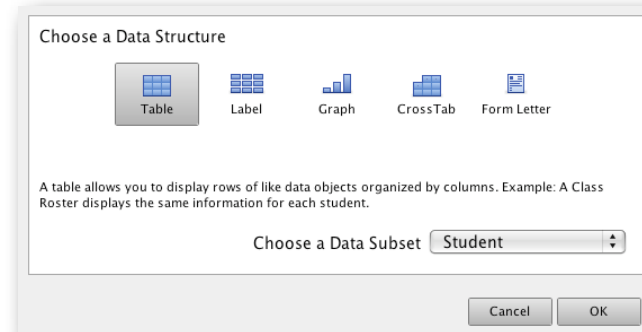 Choose a Data Structure
Table Label Graph CrossTab Form Letter
A table allows you to display rows of like data objects organized by columns. Example: A Class
Roster displays the same information for each student.
Choose a Data Subset Student
Cancel OK